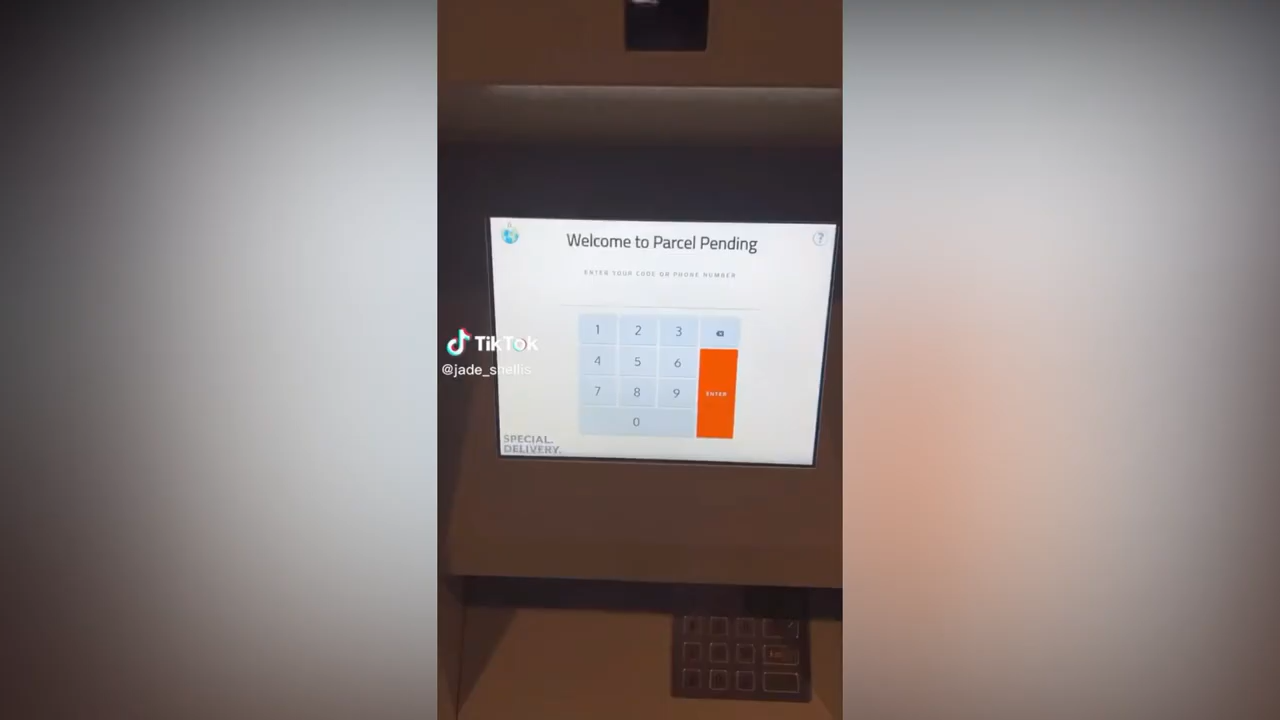 Welcome to Parcel Pending
?
ENTER YOUR CODE OR PHONE NUMBER
1 2 3
4 5 6
7 8 9
ENTER
0
SPECIAL.
DELIVERY.
TikTok
@jade_snellis